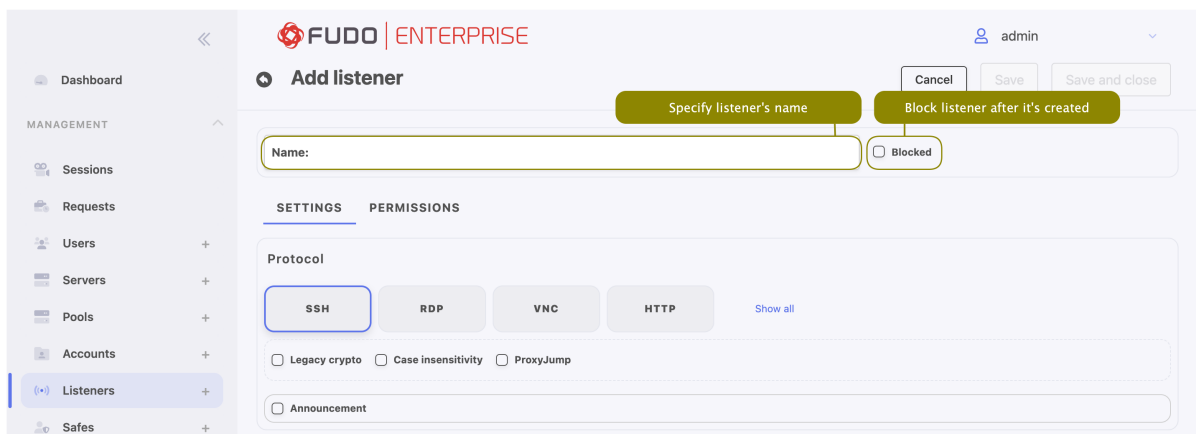 FUDO ENTERPRISE
admin
Dashboard
Add listener
Cancel
Save
Save and close
Specify listener's name
Block listener after it's created
MANAGEMENT
Name:
Blocked
Sessions
Requests
SETTINGS
PERMISSIONS
Users +
Protocol
Servers +
SSH
RDP
VNC
HTTP
Show all
Pools +
Accounts +
Legacy crypto
Case insensitivity
ProxyJump
Listeners +
Announcement
Safes +